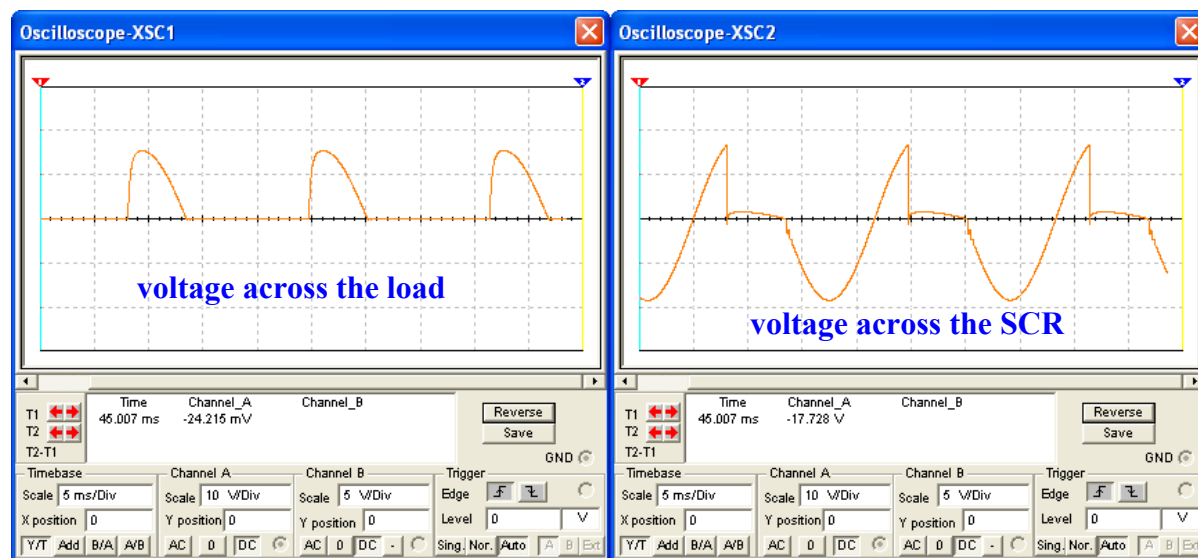 Oscilloscope-XSC1
1
2
voltage across the load
Time Channel_A Channel_B
T1 45.007 ms -24.215 mV
T2
T2-T1
Reverse
Save
GND
Timebase Channel A Channel B Trigger
Scale 5 ms/Div Scale 10 V/Div Scale 5 V/Div Edge
X position 0 Y position 0 Y position 0 Level 0 V
Y/T Add B/A A/B AC 0 DC AC 0 DC - Sing. Nor. Auto A B Ext
Oscilloscope-XSC2
1
2
voltage across the SCR
Time Channel_A Channel_B
T1 45.007 ms -17.728 V
T2
T2-T1
Reverse
Save
GND
Timebase Channel A Channel B Trigger
Scale 5 ms/Div Scale 10 V/Div Scale 5 V/Div Edge
X position 0 Y position 0 Y position 0 Level 0 V
Y/T Add B/A A/B AC 0 DC AC 0 DC - Sing. Nor. Auto A B Ext